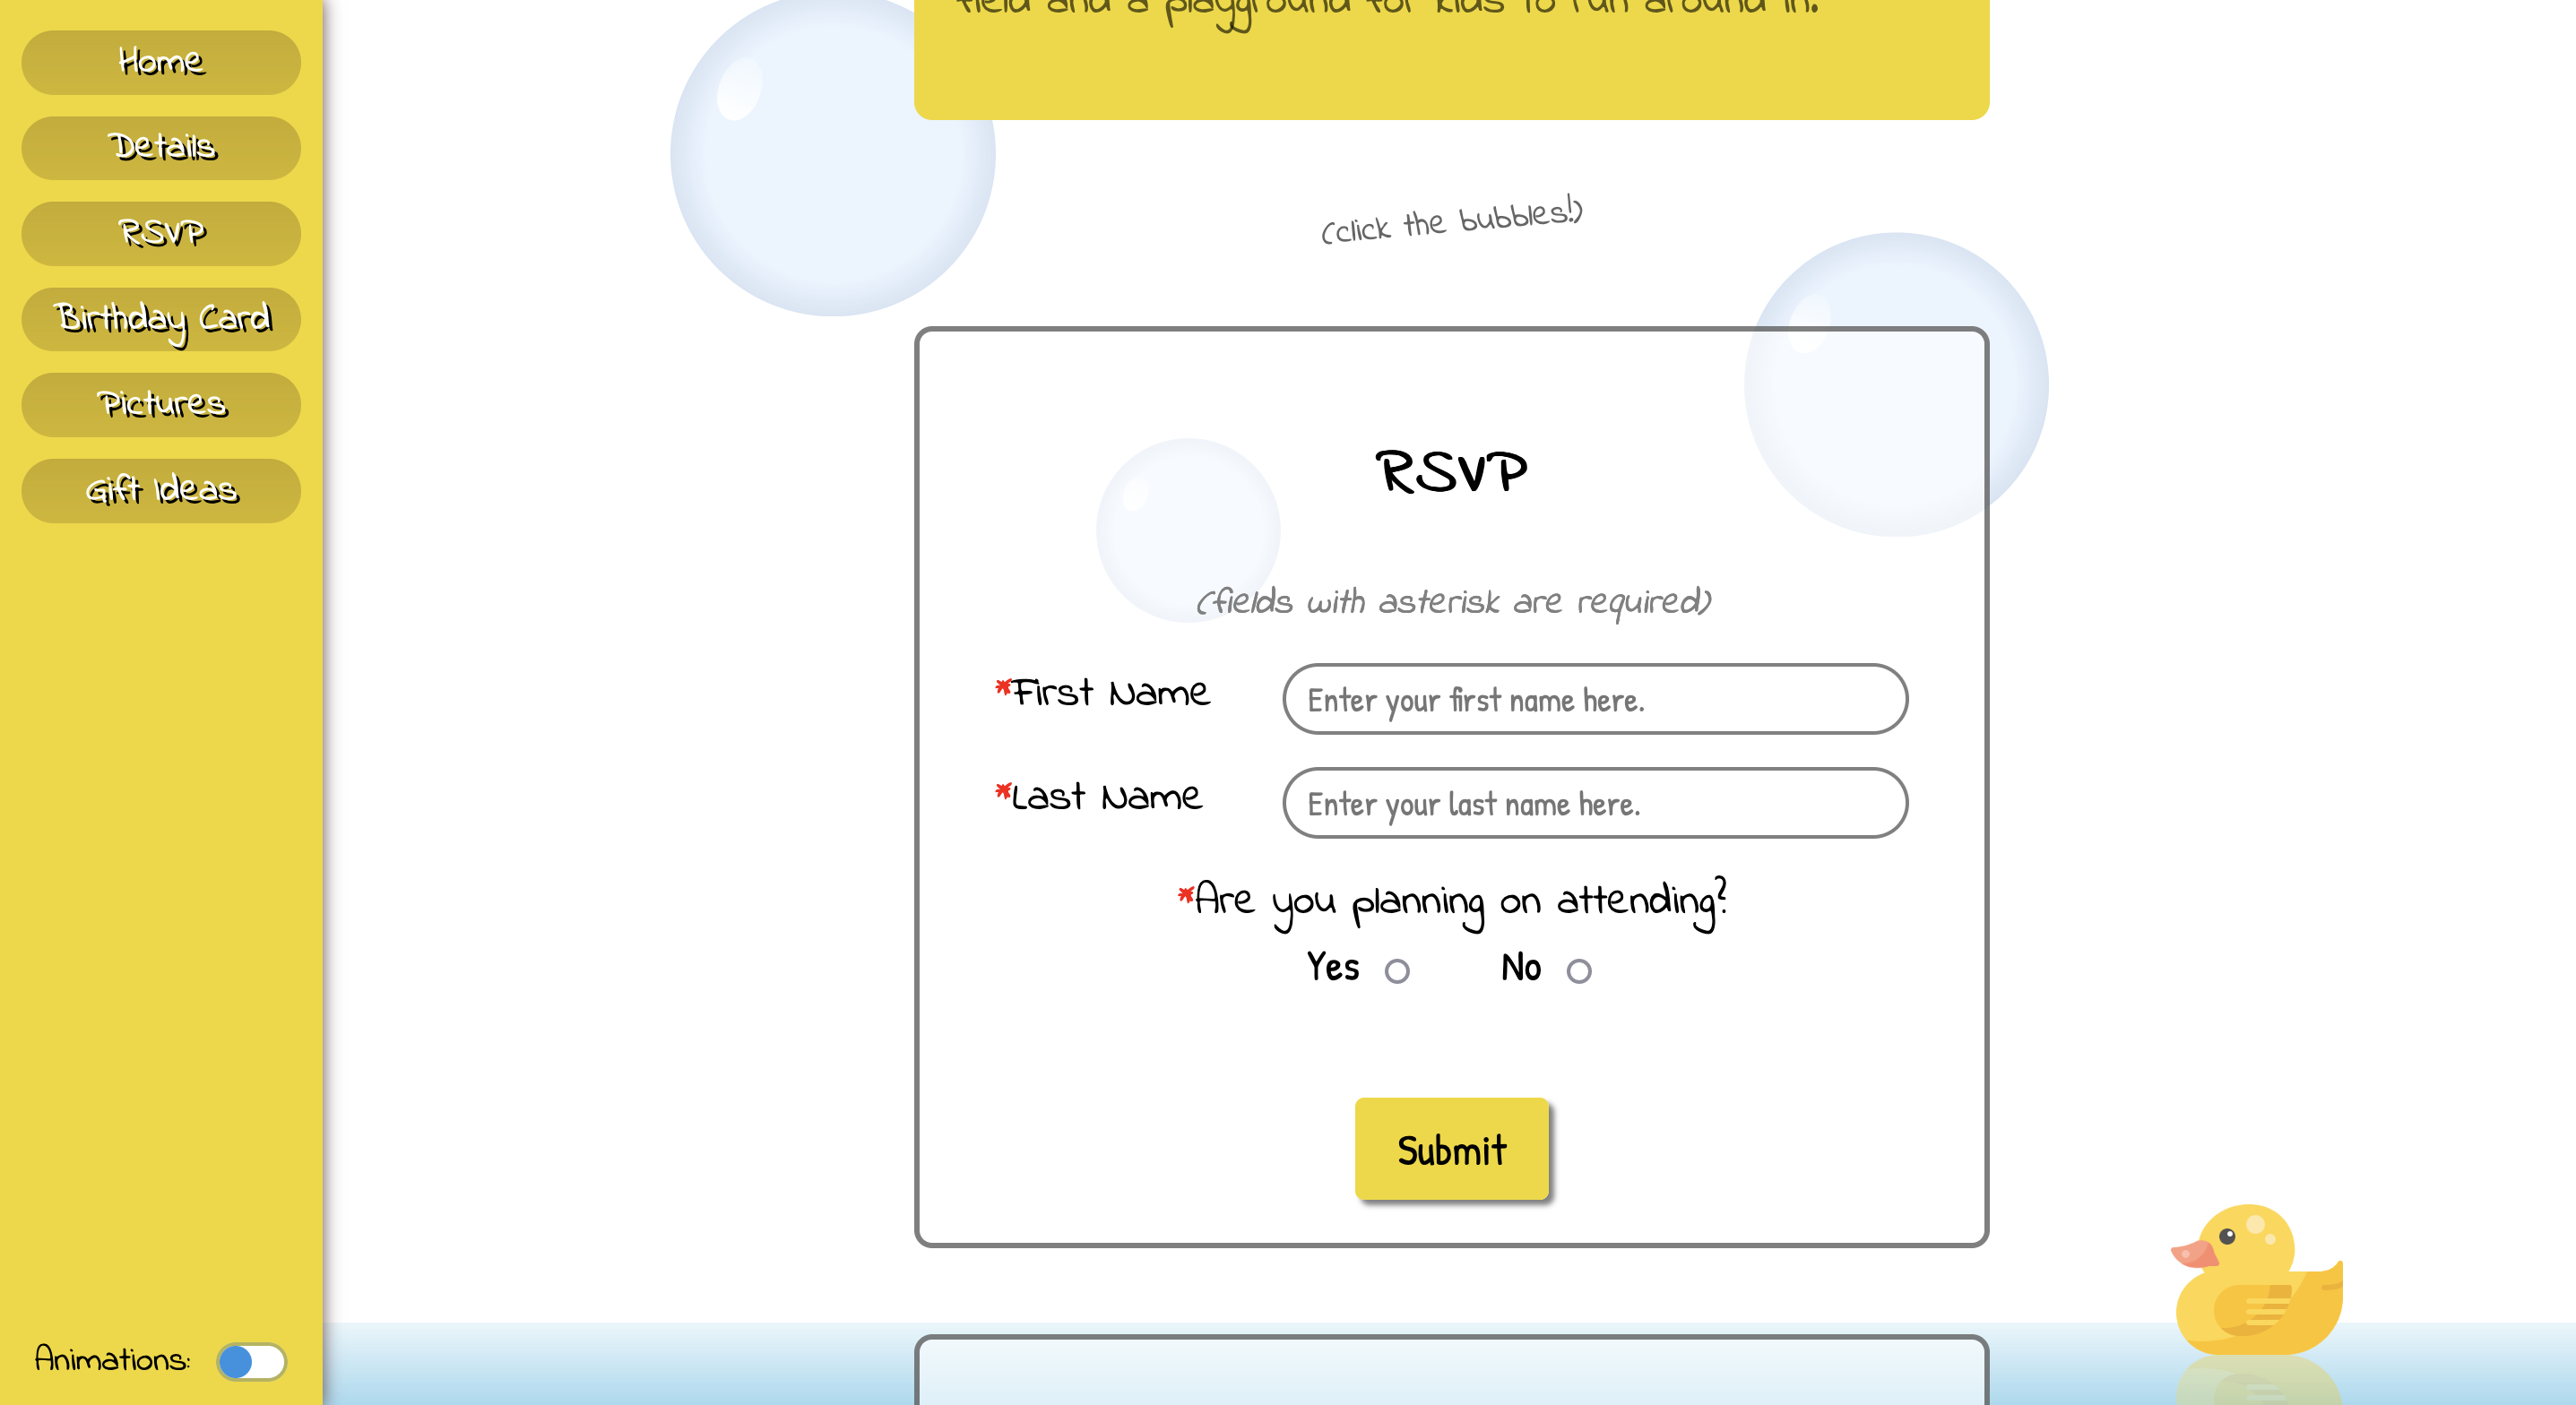 Home
Details
RSVP
Birthday Card
Pictures
Gift Ideas
Animations:
field and a playground for kids to run around in.
(click the bubbles!)
RSVP
(fields with asterisk are required)
*First Name
Enter your first name here.
*Last Name
Enter your last name here.
*Are you planning on attending?
Yes No
Submit